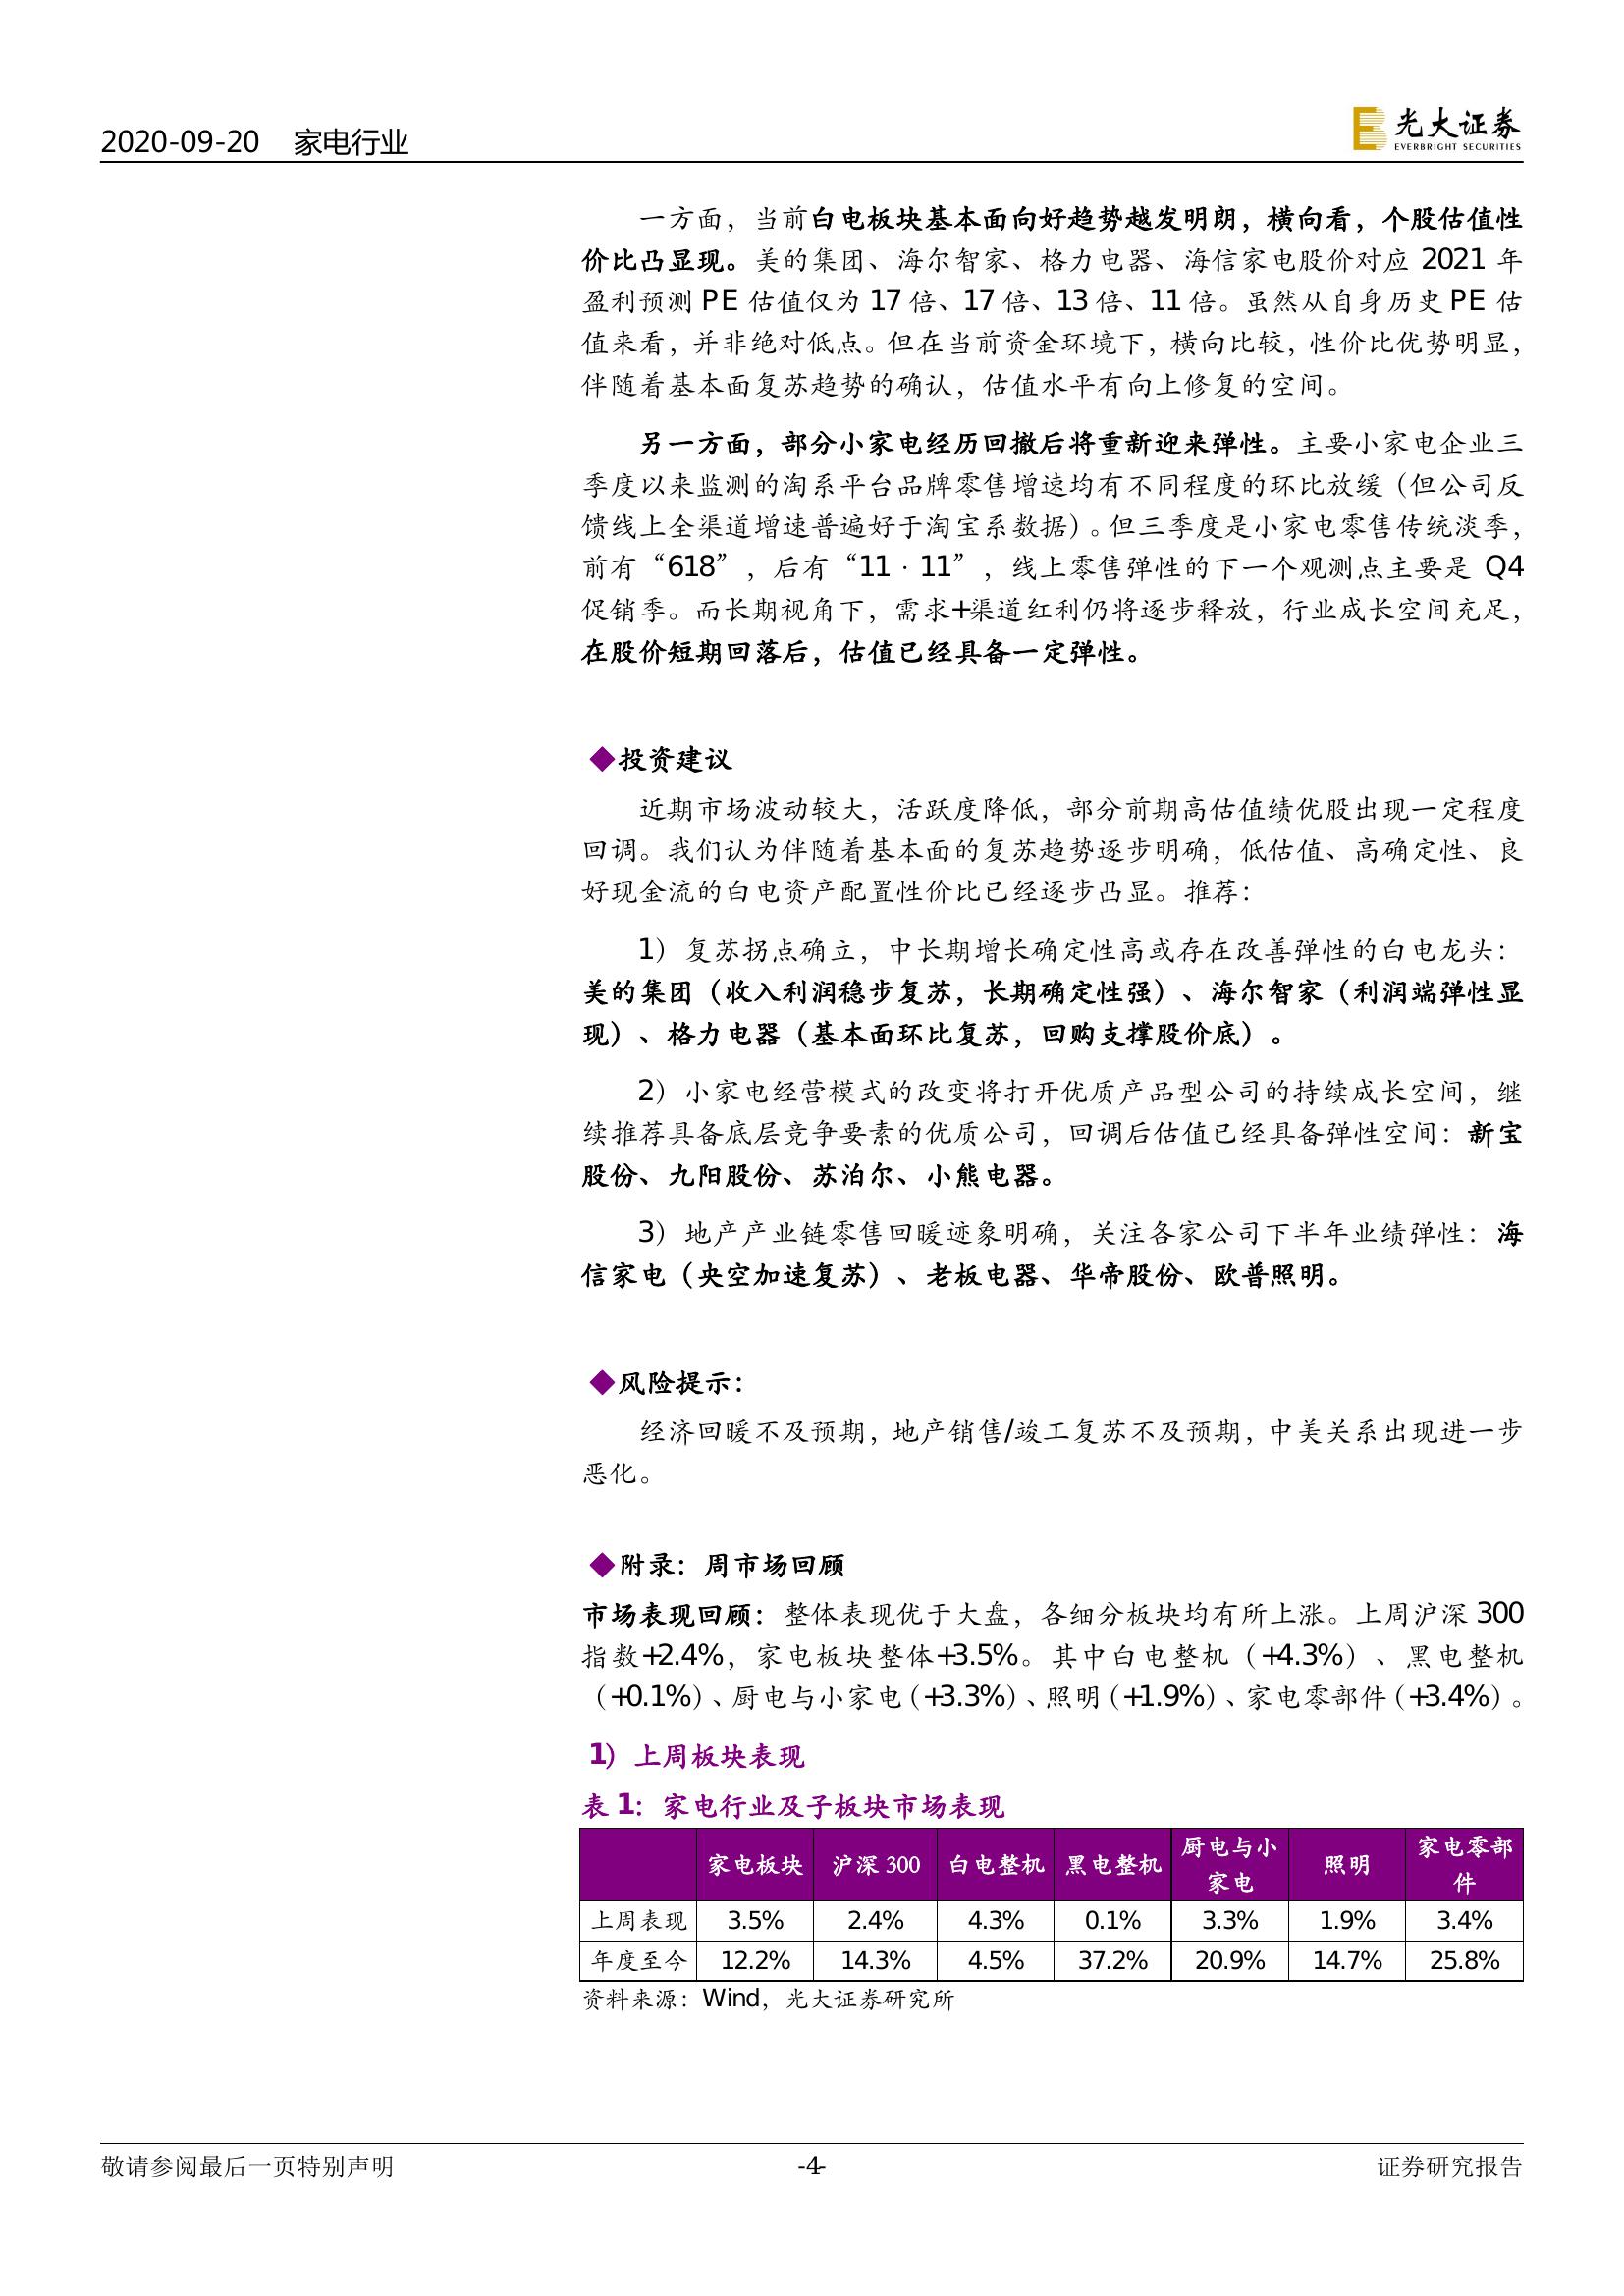 2020-09-20 家电行业
光大证券
EVERBRIGHT SECURITIES
一方面，当前白电板块基本面向好趋势越发明朗，横向看，个股估值性
价比凸显现。美的集团、海尔智家、格力电器、海信家电股价对应 2021 年
盈利预测 PE 估值仅为 17 倍、17 倍、13 倍、11 倍。虽然从自身历史 PE 估
值来看，并非绝对低点。但在当前资金环境下，横向比较，性价比优势明显，
伴随着基本面复苏趋势的确认，估值水平有向上修复的空间。
另一方面，部分小家电经历回撤后将重新迎来弹性。主要小家电企业三
季度以来监测的淘系平台品牌零售增速均有不同程度的环比放缓（但公司反
馈线上全渠道增速普遍好于淘宝系数据）。但三季度是小家电零售传统淡季，
前有“618”，后有“11·11”，线上零售弹性的下一个观测点主要是 Q4
促销季。而长期视角下，需求+渠道红利仍将逐步释放，行业成长空间充足，
在股价短期回落后，估值已经具备一定弹性。
◆投资建议
近期市场波动较大，活跃度降低，部分前期高估值绩优股出现一定程度
回调。我们认为伴随着基本面的复苏趋势逐步明确，低估值、高确定性、良
好现金流的白电资产配置性价比已经逐步凸显。推荐：
1）复苏拐点确立，中长期增长确定性高或存在改善弹性的白电龙头：
美的集团（收入利润稳步复苏，长期确定性强）、海尔智家（利润端弹性显
现）、格力电器（基本面环比复苏，回购支撑股价底）。
2）小家电经营模式的改变将打开优质产品型公司的持续成长空间，继
续推荐具备底层竞争要素的优质公司，回调后估值已经具备弹性空间：新宝
股份、九阳股份、苏泊尔、小熊电器。
3）地产产业链零售回暖迹象明确，关注各家公司下半年业绩弹性：海
信家电（央空加速复苏）、老板电器、华帝股份、欧普照明。
◆风险提示：
经济回暖不及预期，地产销售/竣工复苏不及预期，中美关系出现进一步
恶化。
◆附录：周市场回顾
市场表现回顾：整体表现优于大盘，各细分板块均有所上涨。上周沪深 300
指数+2.4%，家电板块整体+3.5%。其中白电整机（+4.3%）、黑电整机
（+0.1%）、厨电与小家电（+3.3%）、照明（+1.9%）、家电零部件（+3.4%）。
1）上周板块表现
表 1：家电行业及子板块市场表现
家电板块 沪深 300 白电整机 黑电整机 厨电与小家电 照明 家电零部件
上周表现 3.5% 2.4% 4.3% 0.1% 3.3% 1.9% 3.4%
年度至今 12.2% 14.3% 4.5% 37.2% 20.9% 14.7% 25.8%
资料来源：Wind，光大证券研究所
敬请参阅最后一页特别声明 -4- 证券研究报告